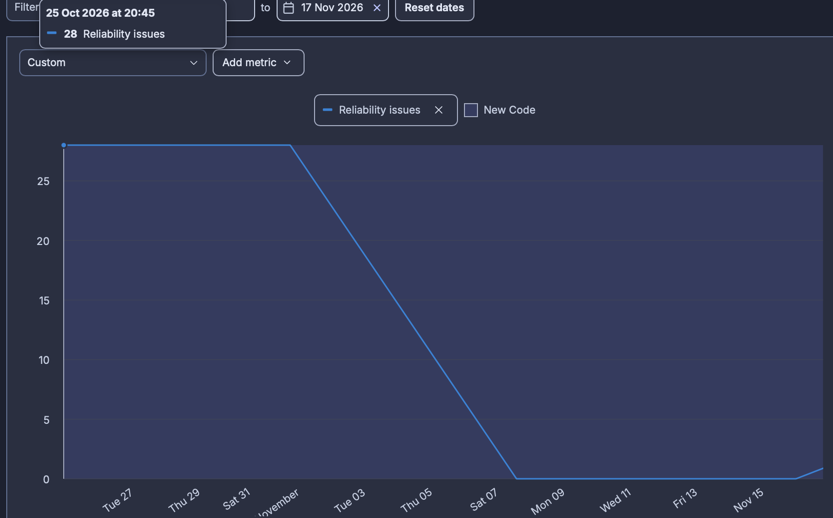 25 Oct 2026 at 20:45
28 Reliability issues
Filter
to
17 Nov 2026
Reset dates
Custom
Add metric
Reliability issues
New Code
25
20
15
10
5
0
Tue 27
Thu 29
Sat 31
Tue 03
Thu 05
Sat 07
Mon 09
Wed 11
Fri 13
Nov 15